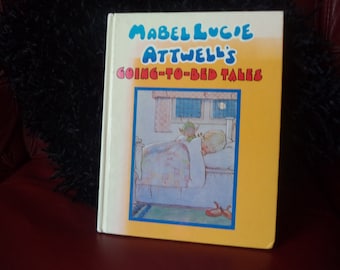 MABEL LUCIE
ATTWELL'S
GOING-TO-BED TALES